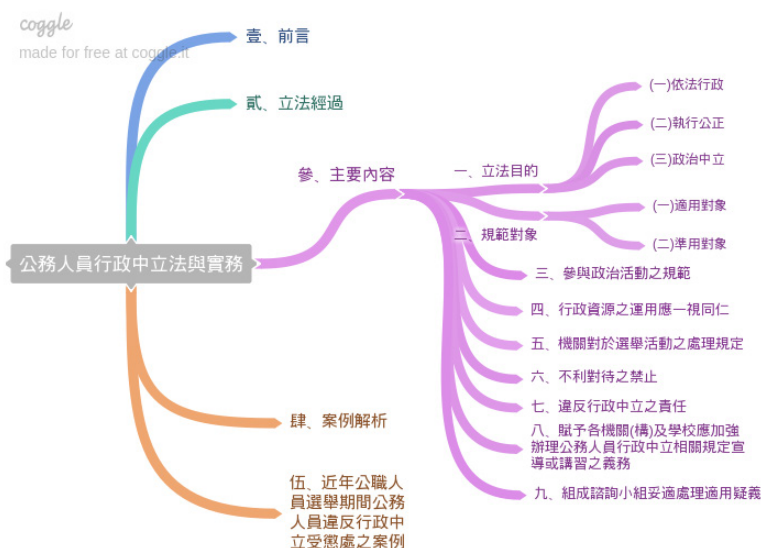 coggle
made for free at coggle.it
壹、前言
貳、立法經過
參、主要內容
一、立法目的
(一)依法行政
(二)執行公正
(三)政治中立
二、規範對象
(一)適用對象
(二)準用對象
公務人員行政中立法與實務
三、參與政治活動之規範
四、行政資源之運用應一視同仁
五、機關對於選舉活動之處理規定
六、不利對待之禁止
七、違反行政中立之責任
八、賦予各機關(構)及學校應加強
辦理公務人員行政中立相關規定宣
導或講習之義務
九、組成諮詢小組妥適處理適用疑義
肆、案例解析
伍、近年公職人
員選舉期間公務
人員違反行政中
立受懲處之案例